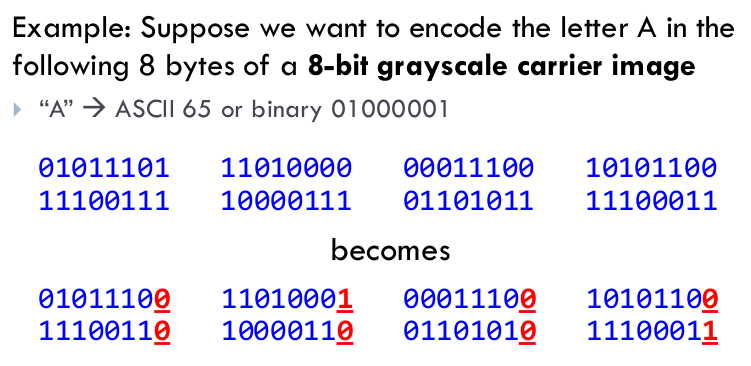 Example: Suppose we want to encode the letter A in the
following 8 bytes of a 8-bit grayscale carrier image
“A” → ASCII 65 or binary 01000001
01011101 11010000 00011100 10101100
11100111 10000111 01101011 11100011
becomes
01011100 11010001 00011100 10101100
11100110 10000110 01101010 11100011